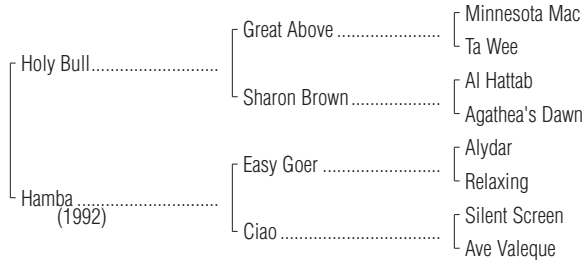 Minnesota Mac
Great Above
Ta Wee
Holy Bull
Al Hattab
Sharon Brown
Agathea's Dawn
Alydar
Easy Goer
Relaxing
Hamba
(1992)
Silent Screen
Ciao
Ave Valeque